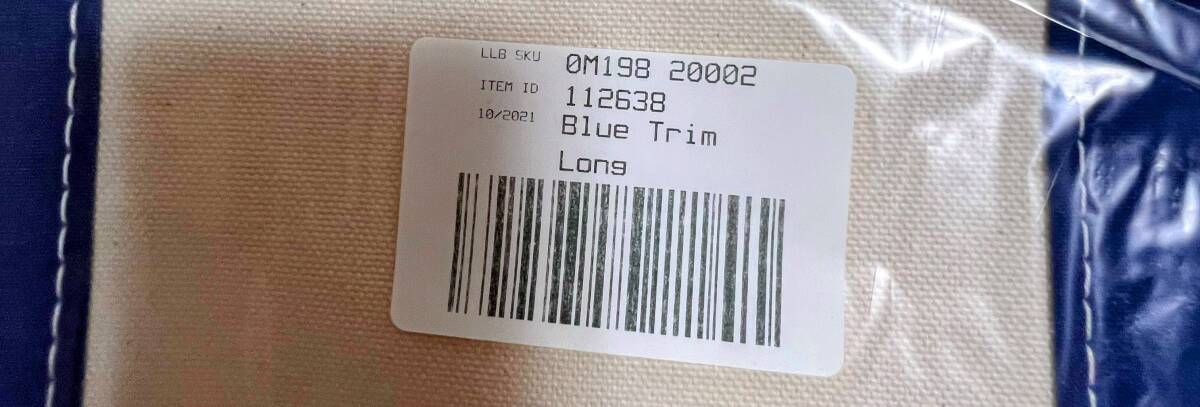 LLB SKU 0M198 20002
ITEM ID 112638
10/2021 Blue Trim
Long